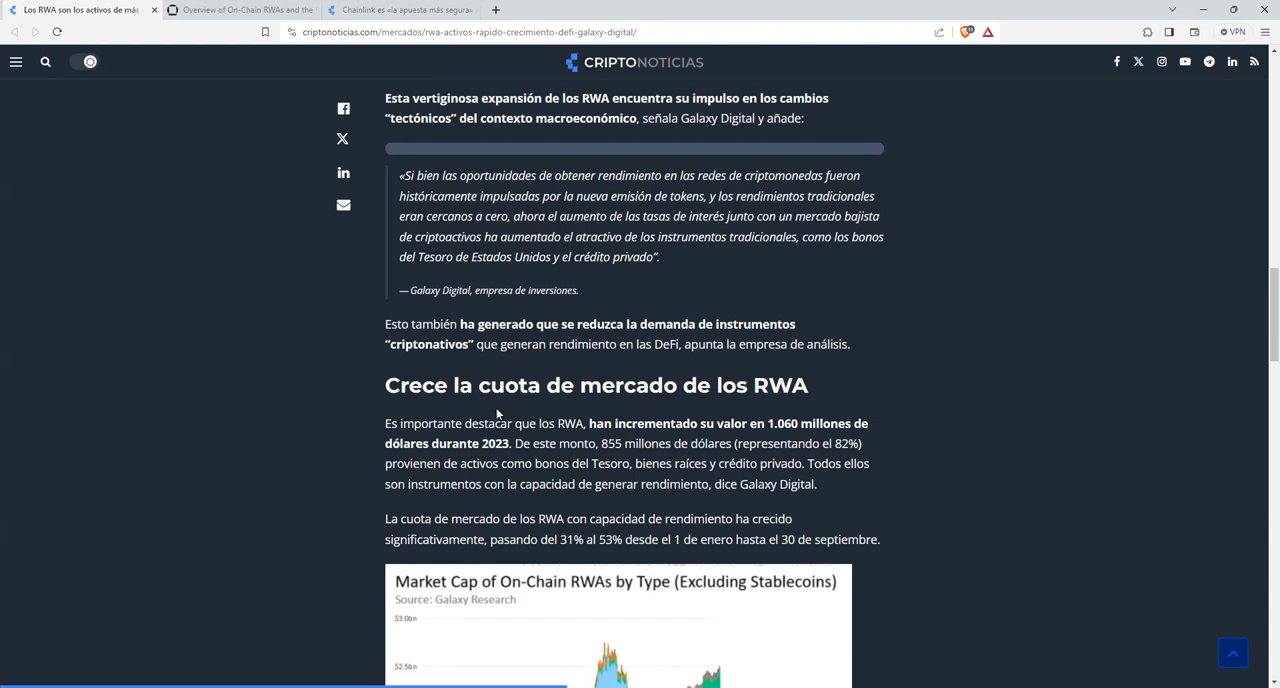 Los RWA son los activos de más
Overview of On-Chain RWAs and the
Chainlink es «la apuesta más segura»
criptonoticias.com/mercados/rwa-activos-rapido-crecimiento-defi-galaxy-digital/
VPN
CRIPTONOTICIAS
Esta vertiginosa expansión de los RWA encuentra su impulso en los cambios
“tectónicos” del contexto macroeconómico, señala Galaxy Digital y añade:
«Si bien las oportunidades de obtener rendimiento en las redes de criptomonedas fueron
históricamente impulsadas por la nueva emisión de tokens, y los rendimientos tradicionales
eran cercanos a cero, ahora el aumento de las tasas de interés junto con un mercado bajista
de criptoactivos ha aumentado el atractivo de los instrumentos tradicionales, como los bonos
del Tesoro de Estados Unidos y el crédito privado”.
— Galaxy Digital, empresa de inversiones.
Esto también ha generado que se reduzca la demanda de instrumentos
“criptonativos” que generan rendimiento en las DeFi, apunta la empresa de análisis.
Crece la cuota de mercado de los RWA
Es importante destacar que los RWA, han incrementado su valor en 1.060 millones de
dólares durante 2023. De este monto, 855 millones de dólares (representando el 82%)
provienen de activos como bonos del Tesoro, bienes raíces y crédito privado. Todos ellos
son instrumentos con la capacidad de generar rendimiento, dice Galaxy Digital.
La cuota de mercado de los RWA con capacidad de rendimiento ha crecido
significativamente, pasando del 31% al 53% desde el 1 de enero hasta el 30 de septiembre.
Market Cap of On-Chain RWAs by Type (Excluding Stablecoins)
Source: Galaxy Research
$3.0bn
$2.5bn